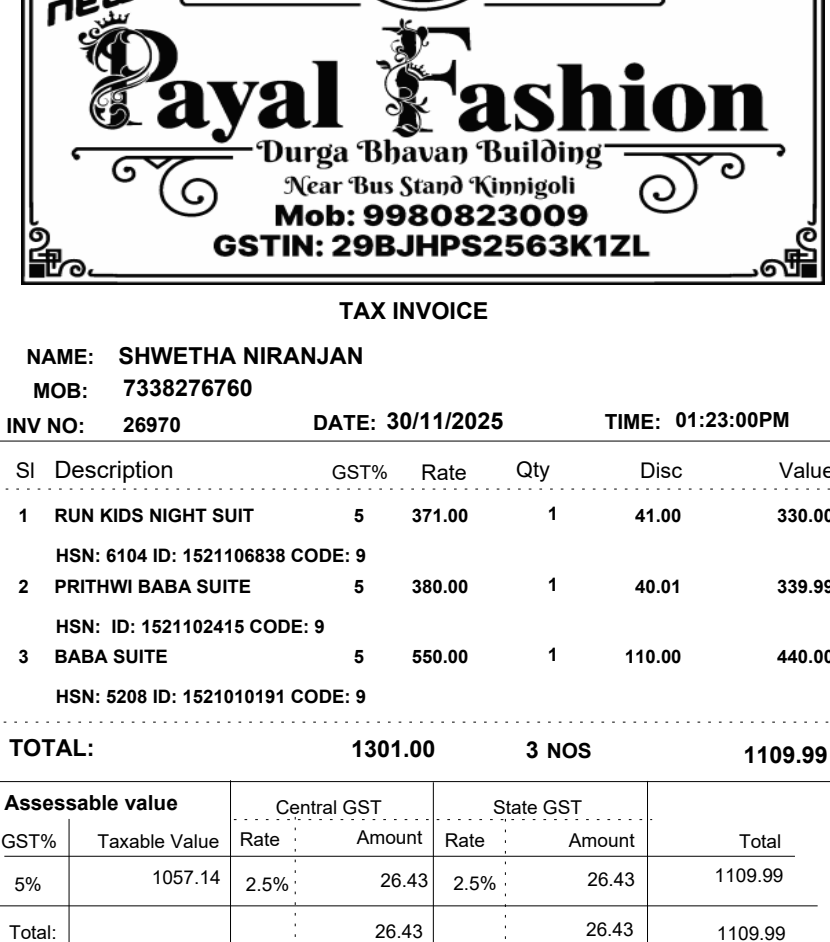 new
Payal Fashion
Durga Bhavan Building
Near Bus Stand Kinnigoli
Mob: 9980823009
GSTIN: 29BJHPS2563K1ZL
TAX INVOICE
NAME: SHWETHA NIRANJAN
MOB: 7338276760
INV NO: 26970 DATE: 30/11/2025 TIME: 01:23:00PM
Sl Description GST% Rate Qty Disc Value
1 RUN KIDS NIGHT SUIT 5 371.00 1 41.00 330.00
HSN: 6104 ID: 1521106838 CODE: 9
2 PRITHWI BABA SUITE 5 380.00 1 40.01 339.99
HSN: ID: 1521102415 CODE: 9
3 BABA SUITE 5 550.00 1 110.00 440.00
HSN: 5208 ID: 1521010191 CODE: 9
TOTAL: 1301.00 3 NOS 1109.99
Assessable value Central GST State GST
GST% Taxable Value Rate Amount Rate Amount Total
5% 1057.14 2.5% 26.43 2.5% 26.43 1109.99
Total: 26.43 26.43 1109.99